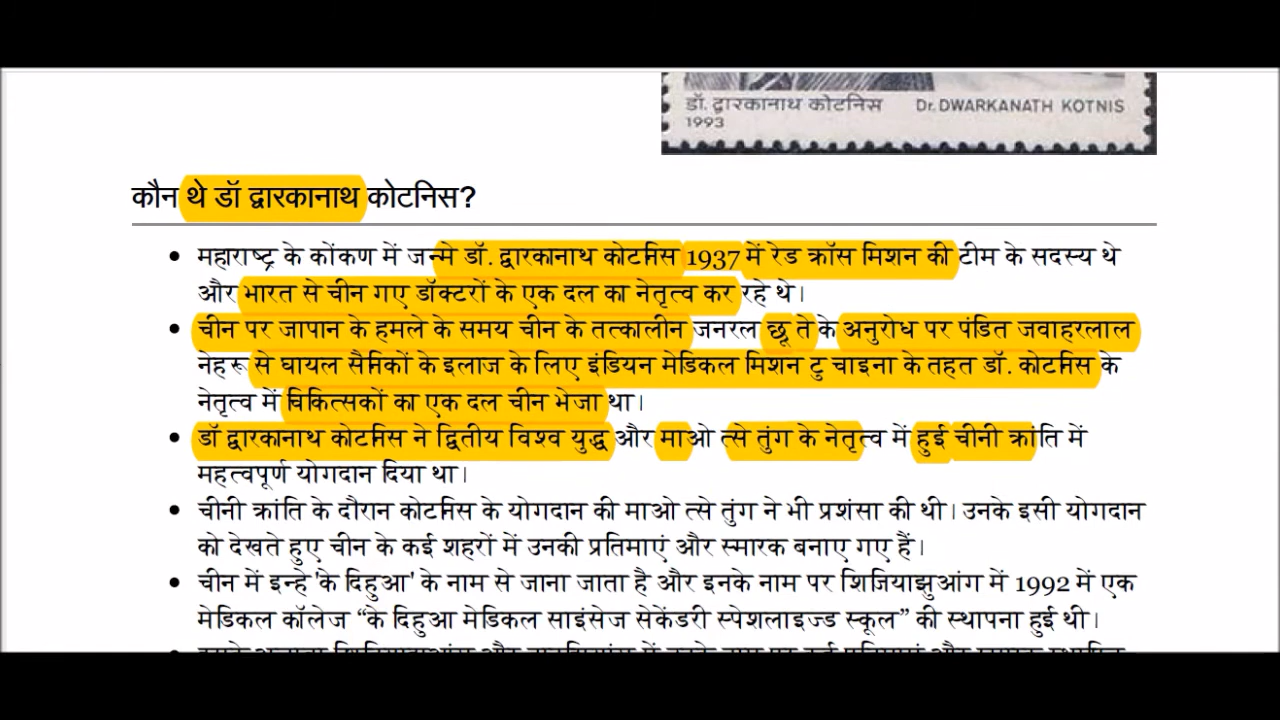 डॉ. द्वारकानाथ कोटनिस Dr. DWARKANATH KOTNIS
1993
कौन थे डॉ द्वारकानाथ कोटनिस?
• महाराष्ट्र के कोंकण में जन्मे डॉ. द्वारकानाथ कोटनिस 1937 में रेड क्रॉस मिशन की टीम के सदस्य थे
और भारत से चीन गए डॉक्टरों के एक दल का नेतृत्व कर रहे थे।
• चीन पर जापान के हमले के समय चीन के तत्कालीन जनरल छू ते के अनुरोध पर पंडित जवाहरलाल
नेहरू से घायल सैनिकों के इलाज के लिए इंडियन मेडिकल मिशन टु चाइना के तहत डॉ. कोटनिस के
नेतृत्व में चिकित्सकों का एक दल चीन भेजा था।
• डॉ द्वारकानाथ कोटनिस ने द्वितीय विश्व युद्ध और माओ त्से तुंग के नेतृत्व में हुई चीनी क्रांति में
महत्वपूर्ण योगदान दिया था।
• चीनी क्रांति के दौरान कोटनिस के योगदान की माओ त्से तुंग ने भी प्रशंसा की थी। उनके इसी योगदान
को देखते हुए चीन के कई शहरों में उनकी प्रतिमाएं और स्मारक बनाए गए हैं।
• चीन में इन्हे 'के दिहुआ' के नाम से जाना जाता है और इनके नाम पर शिजियाझुआंग में 1992 में एक
मेडिकल कॉलेज “के दिहुआ मेडिकल साइंसेज सेकेंडरी स्पेशलाइज्ड स्कूल” की स्थापना हुई थी।